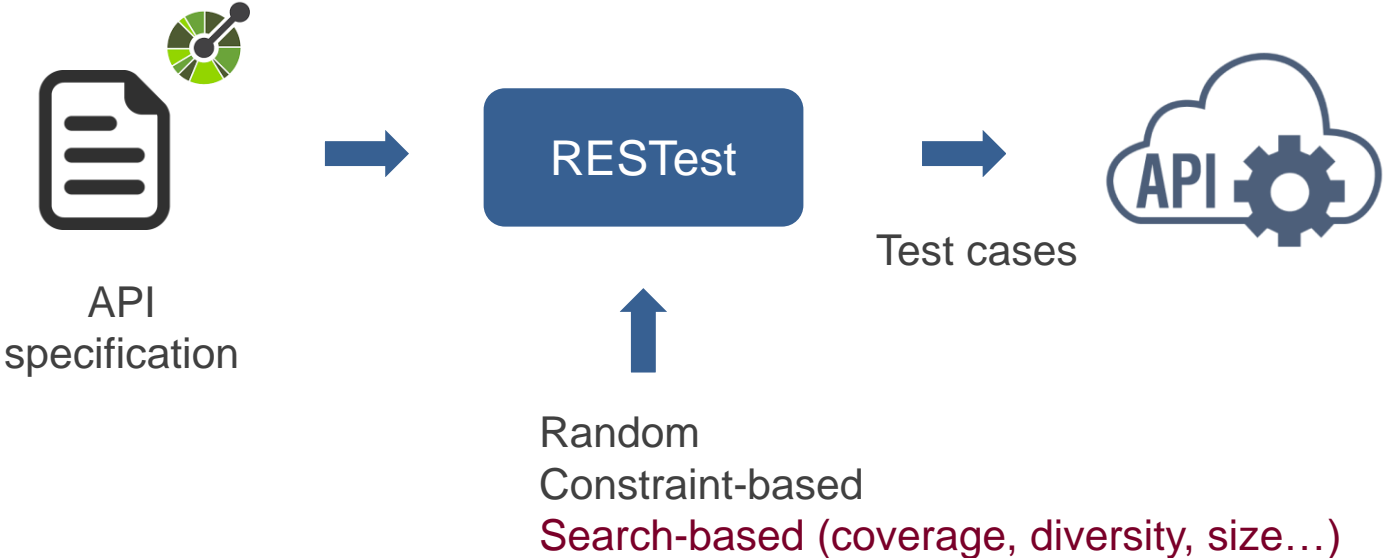 RESTest
API
Test cases
API
specification
Random
Constraint-based
Search-based (coverage, diversity, size…)